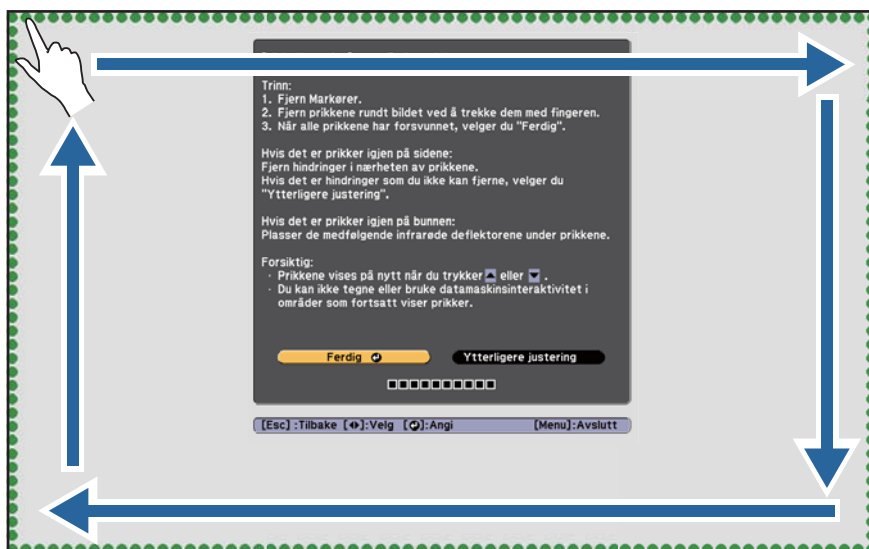 Trinn:
1. Fjern Markører.
2. Fjern prikkene rundt bildet ved å trekke dem med fingeren.
3. Når alle prikkene har forsvunnet, velger du "Ferdig".
Hvis det er prikker igjen på sidene:
Fjern hindringer i nærheten av prikkene.
Hvis det er hindringer som du ikke kan fjerne, velger du
"Ytterligere justering".
Hvis det er prikker igjen på bunnen:
Plasser de medfølgende infrarøde deflektorene under prikkene.
Forsiktig:
· Prikkene vises på nytt når du trykker ▲ eller ▼ .
· Du kan ikke tegne eller bruke datamaskinsinteraktivitet i
områder som fortsatt viser prikker.
Ferdig
Ytterligere justering
[Esc] :Tilbake [◆]:Velg [⏎]:Angi [Menu]:Avslutt